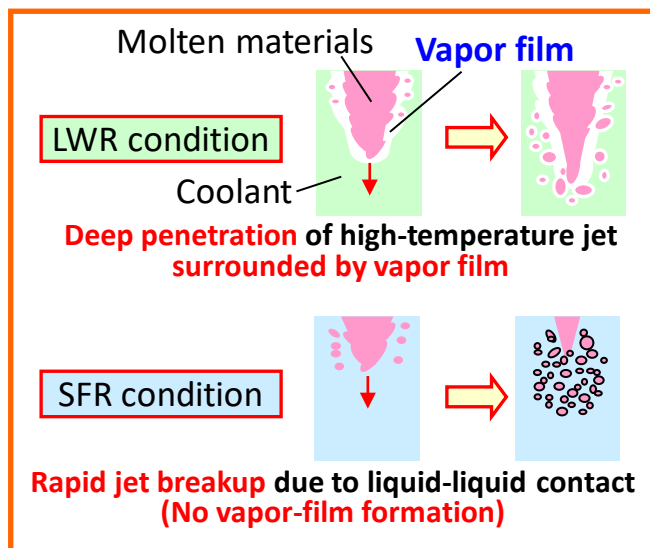 Molten materials
Vapor film
LWR condition
Coolant
Deep penetration of high-temperature jet
surrounded by vapor film
SFR condition
Rapid jet breakup due to liquid-liquid contact
(No vapor-film formation)